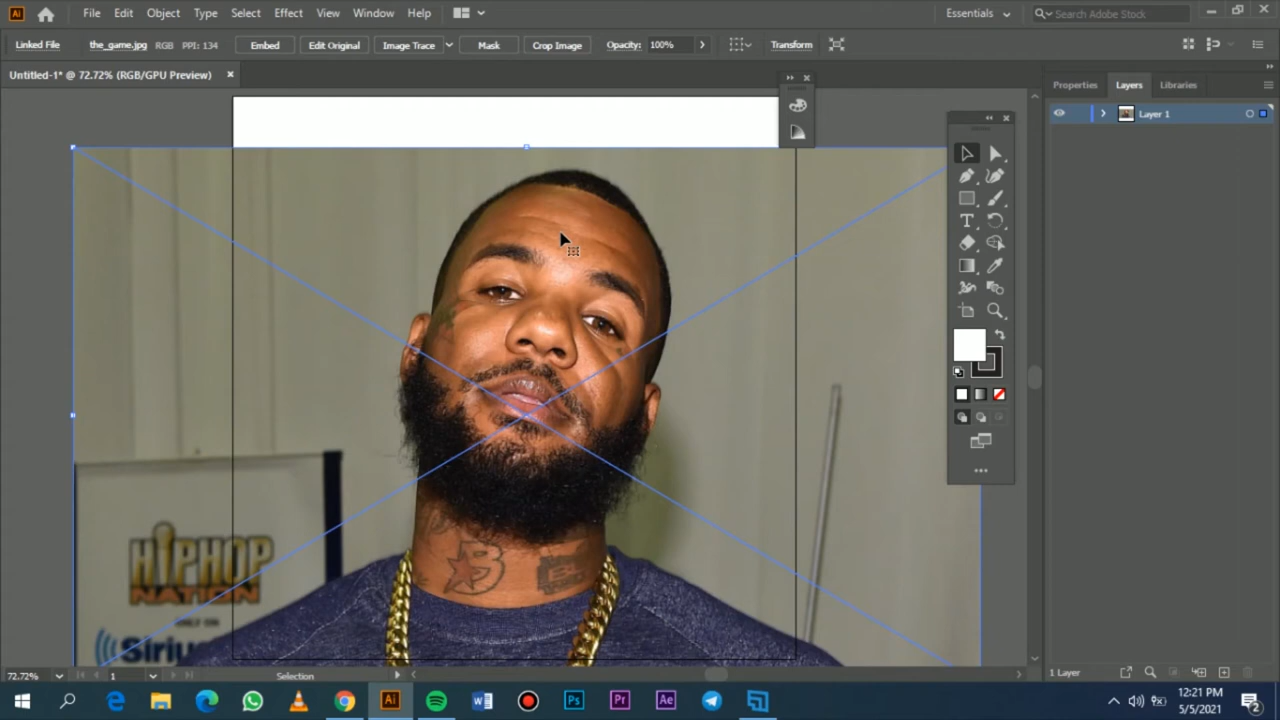 File Edit Object Type Select Effect View Window Help
Essentials
Search Adobe Stock
Linked File the_game.jpg RGB PPI: 134 Embed Edit Original Image Trace Mask Crop Image Opacity: 100% Transform
Untitled-1* @ 72.72% (RGB/GPU Preview)
Properties Layers Libraries
Layer 1
HIPHOP
NATION
Sirius
B
BL
72.72% 1 Selection
1 Layer
12:21 PM
5/5/2021
2